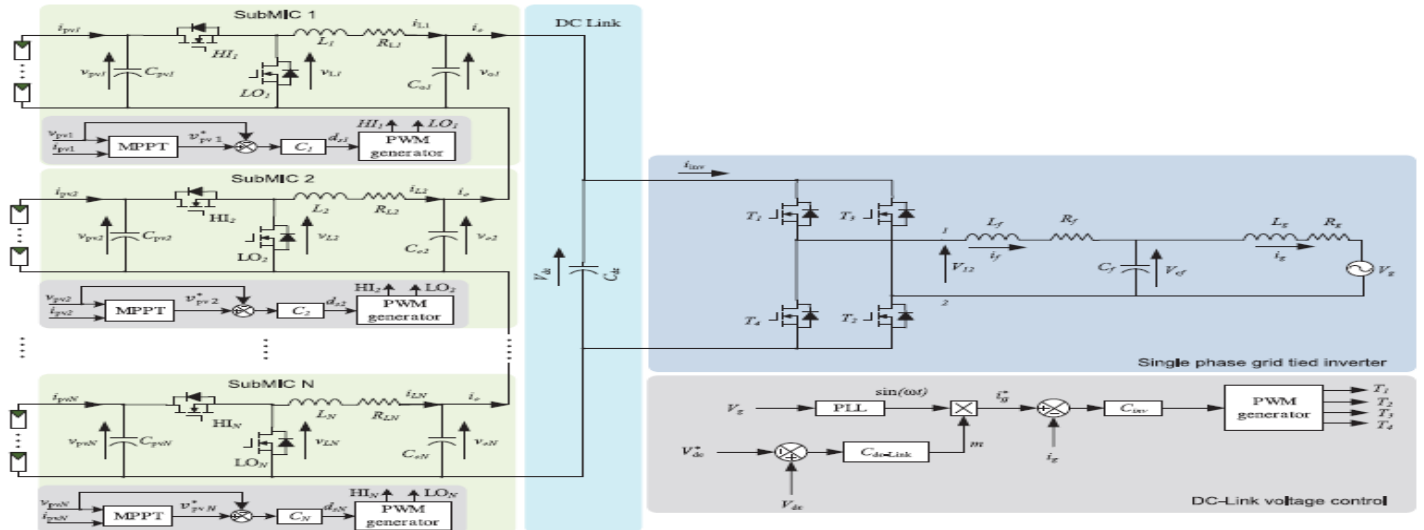 SubMIC 1
DC Link
i_pv1
HI_1
L_1
R_L1
i_L1
i_o
v_pv1
C_pv1
LO_1
v_L1
C_o1
v_o1
v_pv1
i_pv1
MPPT
v*_pv 1
C_1
d_s1
HI_1 LO_1
PWM generator
SubMIC 2
i_pv2
HI_2
L_2
R_L2
i_L2
i_o
v_pv2
C_pv2
LO_2
v_L2
C_o2
v_o2
v_pv2
i_pv2
MPPT
v*_pv 2
C_2
d_s2
HI_2 LO_2
PWM generator
SubMIC N
i_pvN
HI_N
L_N
R_LN
i_LN
i_o
v_pvN
C_pvN
LO_N
v_LN
C_oN
v_oN
v_pvN
i_pvN
MPPT
v*_pv N
C_N
d_sN
HI_N LO_N
PWM generator
V_dc
C_dc
i_inv
T_1
T_3
T_4
T_2
1
2
V_12
L_f
i_f
R_f
C_f
V_cf
L_g
R_g
i_g
V_g
Single phase grid tied inverter
V_g
PLL
sin(ωt)
i*_g
C_inv
PWM generator
T_1
T_2
T_3
T_4
V*_dc
C_dc-Link
m
i_g
V_dc
DC-Link voltage control